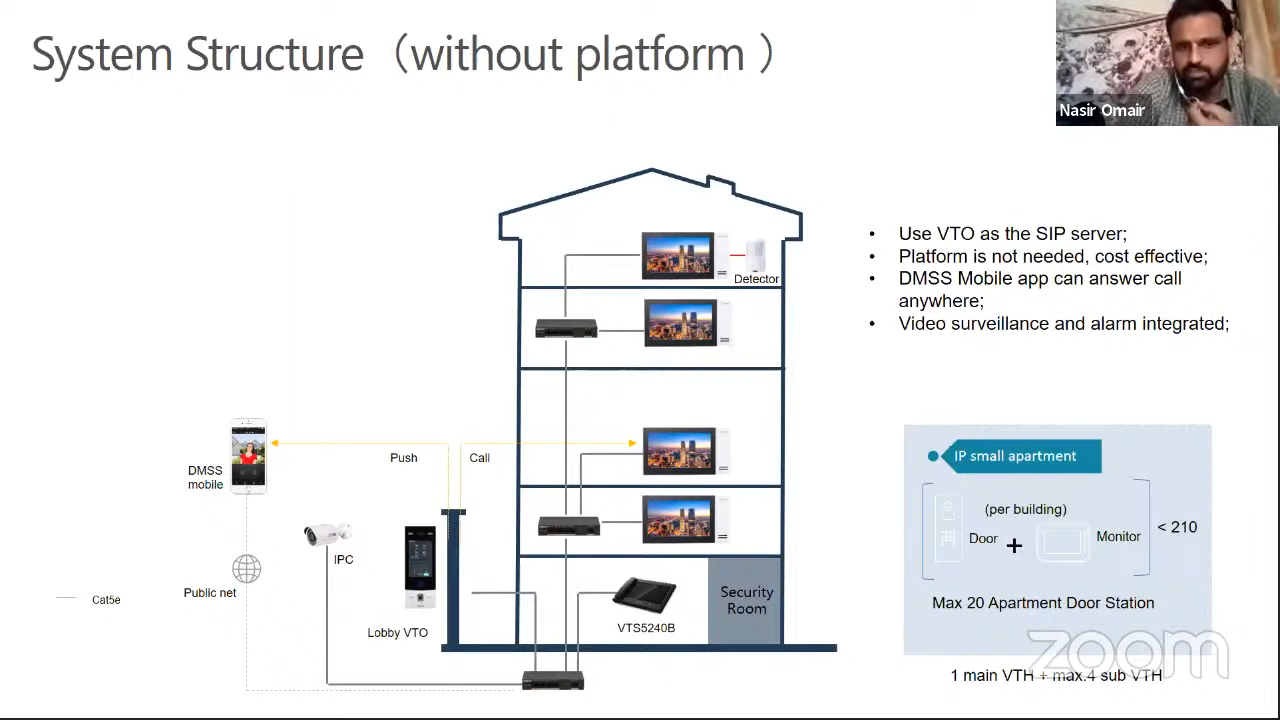 System Structure（without platform ）
Nasir Omair
• Use VTO as the SIP server;
• Platform is not needed, cost effective;
• DMSS Mobile app can answer call
anywhere;
• Video surveillance and alarm integrated;
Detector
Push
Call
DMSS
mobile
IPC
Public net
Cat5e
Lobby VTO
VTS5240B
Security
Room
IP small apartment
(per building)
Door + Monitor
< 210
Max 20 Apartment Door Station
zoom
1 main VTH + max.4 sub VTH